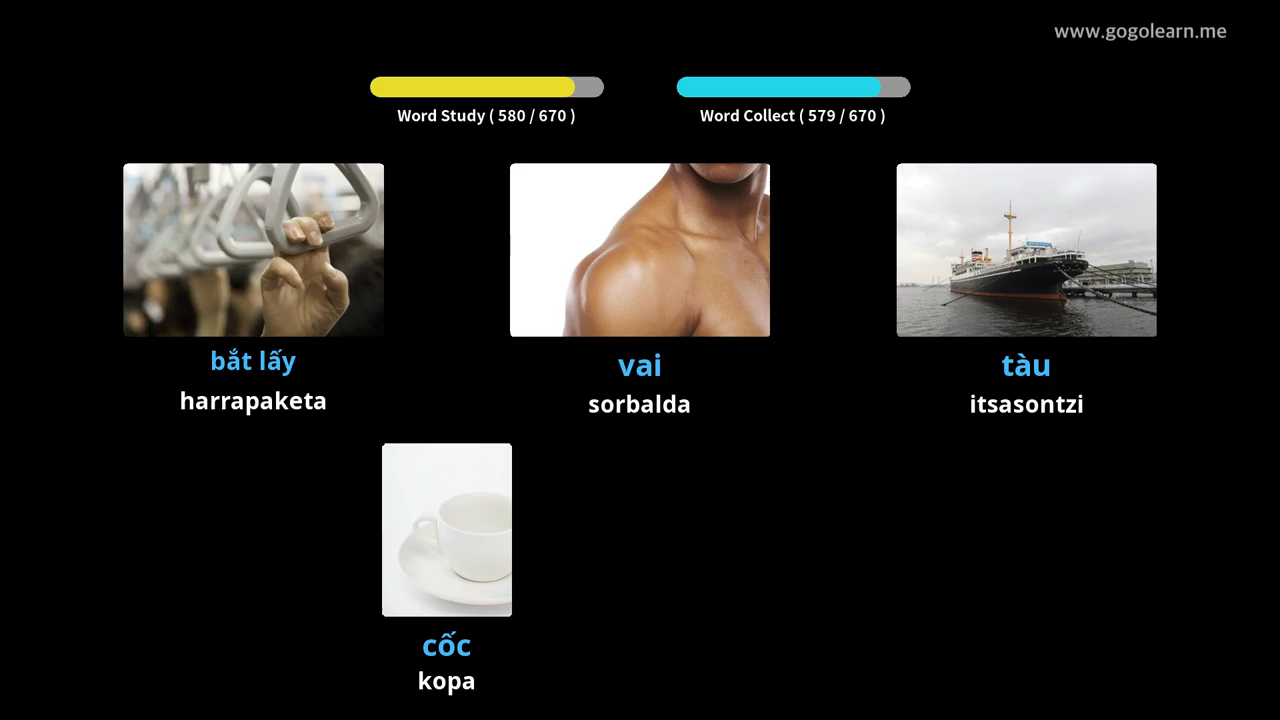 www.gogolearn.me
Word Study ( 580 / 670 )
Word Collect ( 579 / 670 )
bắt lấy
harrapaketa
vai
sorbalda
tàu
itsasontzi
cốc
kopa